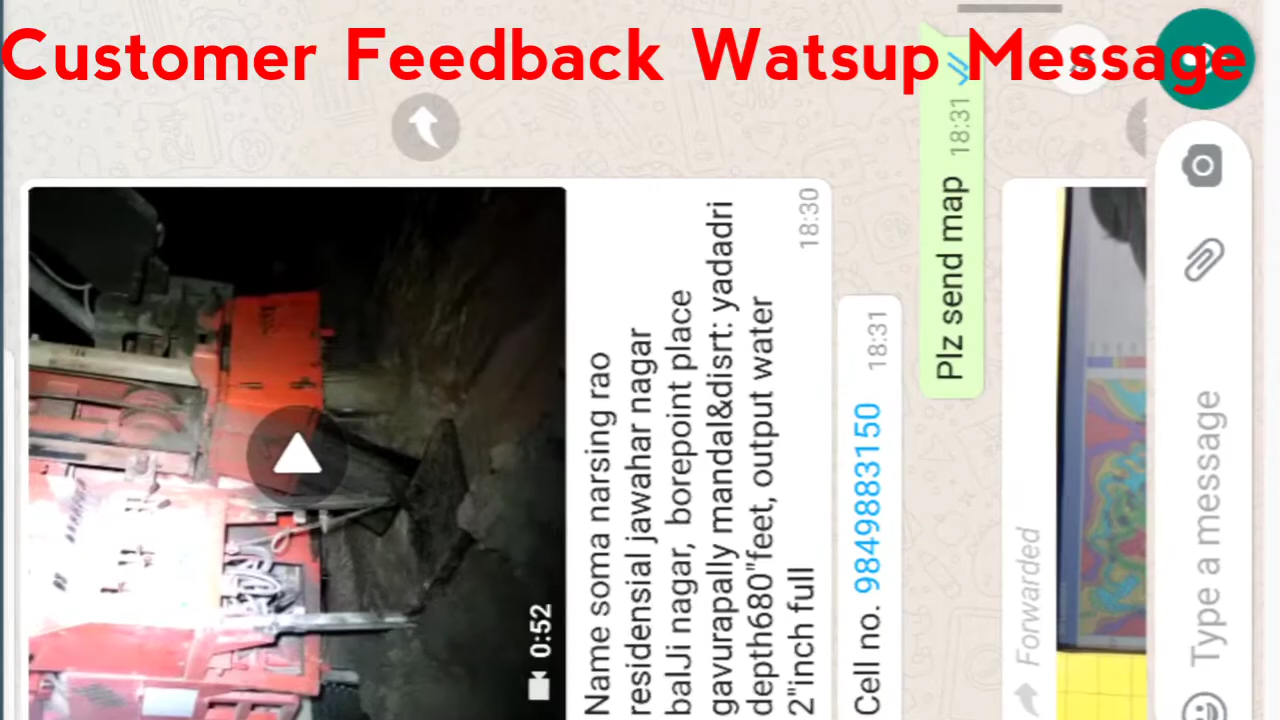 Customer Feedback Watsup Message
0:52
Name soma narsing rao
residensial jawahar nagar
balJi nagar, borepoint place
gavurapally mandal&disrt: yadadri
depth680"feet, output water
2"inch full
18:30
Cell no. 9849883150 18:31
Plz send map 18:31
Forwarded
Type a message